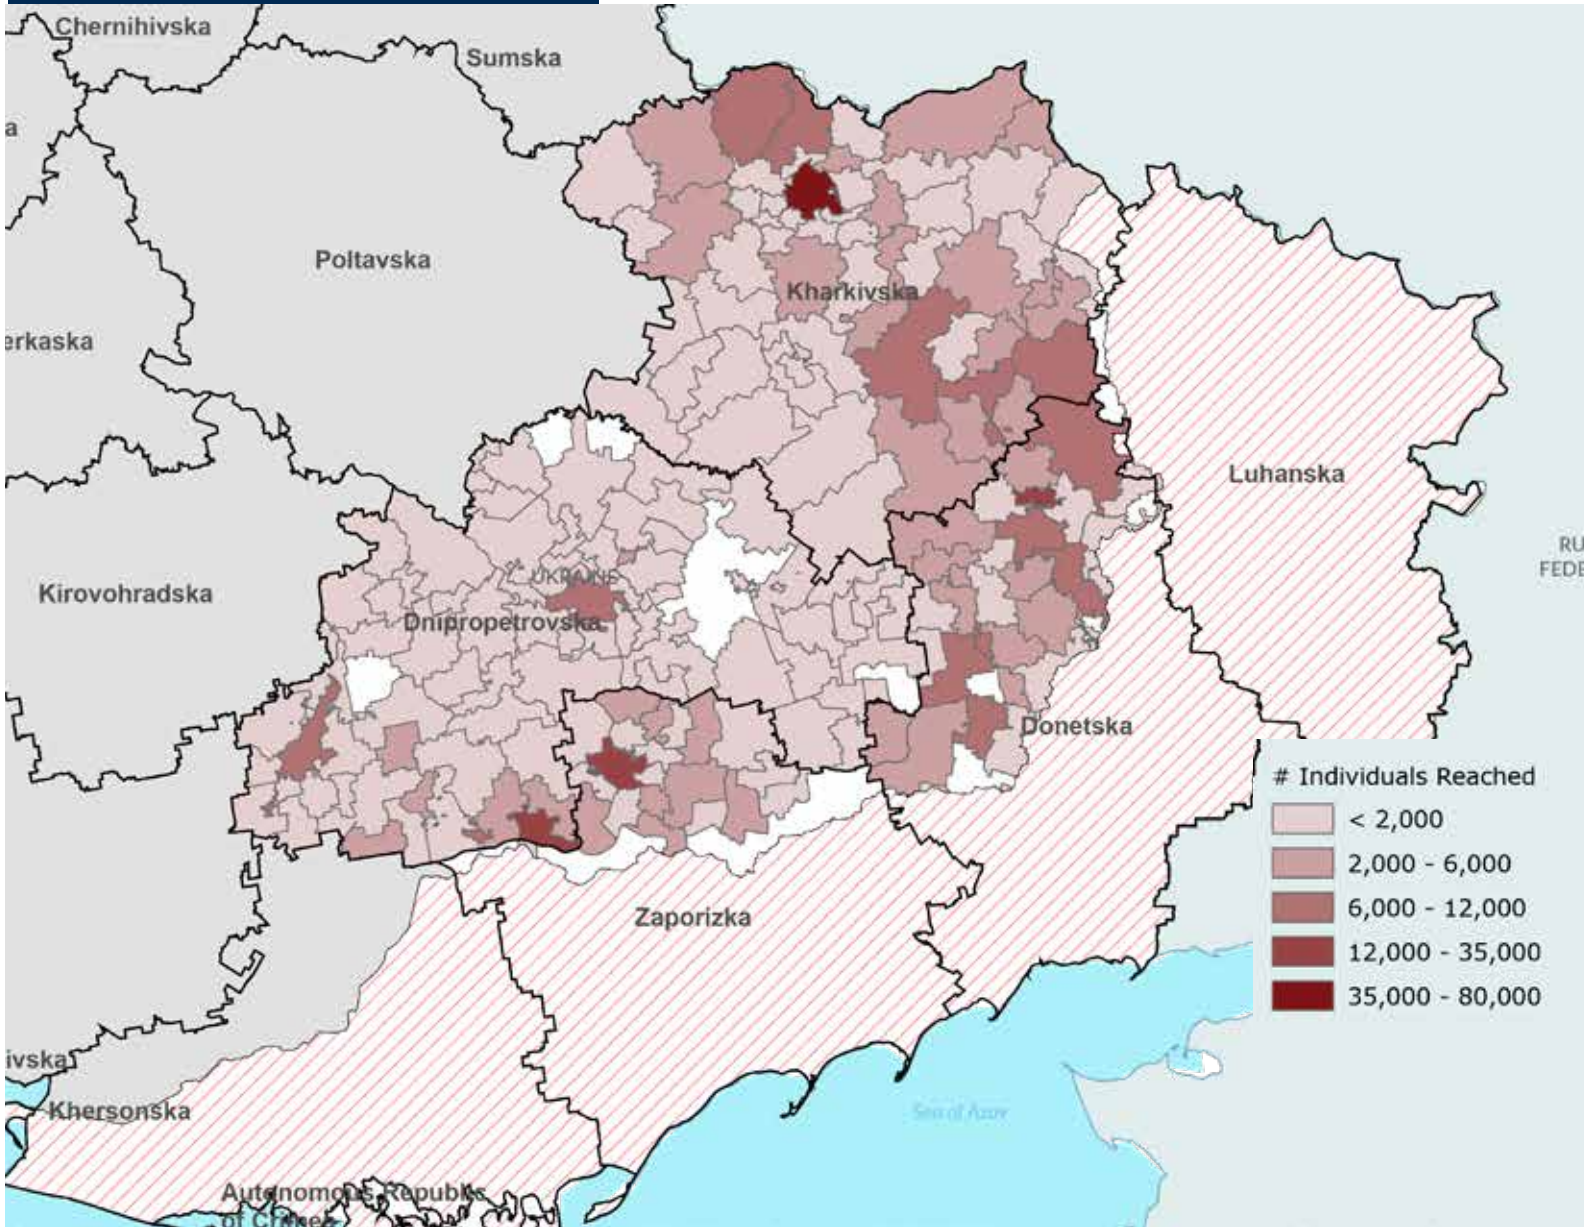 Chernihivska
Sumska
a
Poltavska
Kharkivska
erkaska
Luhanska
RU
FEDE
UKRAINE
Kirovohradska
Dnipropetrovska
Donetska
# Individuals Reached
< 2,000
2,000 - 6,000
6,000 - 12,000
12,000 - 35,000
35,000 - 80,000
Zaporizka
ivska
Khersonska
Sea of Azov
Autonomous Republic
of Crimea